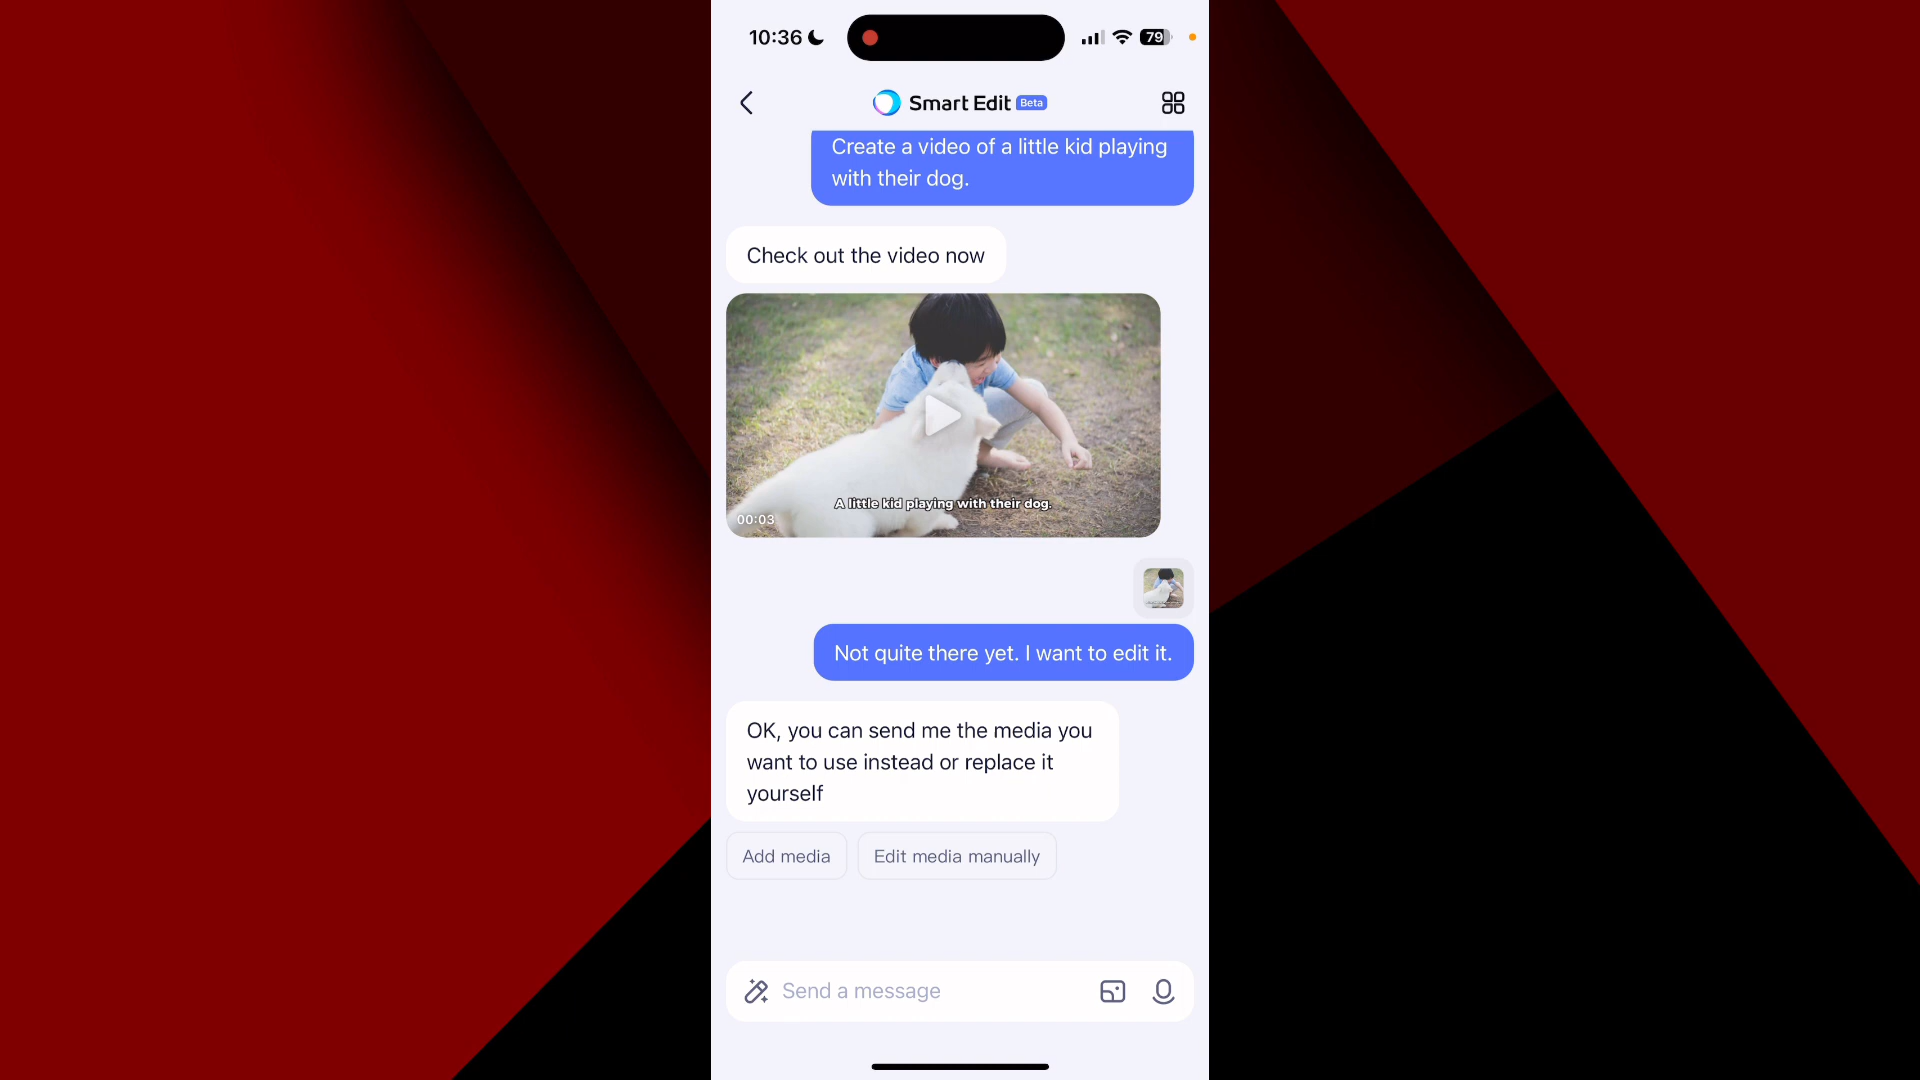 10:36
79
Smart Edit Beta
Create a video of a little kid playing
with their dog.
Check out the video now
A little kid playing with their dog.
00:03
Not quite there yet. I want to edit it.
OK, you can send me the media you
want to use instead or replace it
yourself
Add media
Edit media manually
Send a message